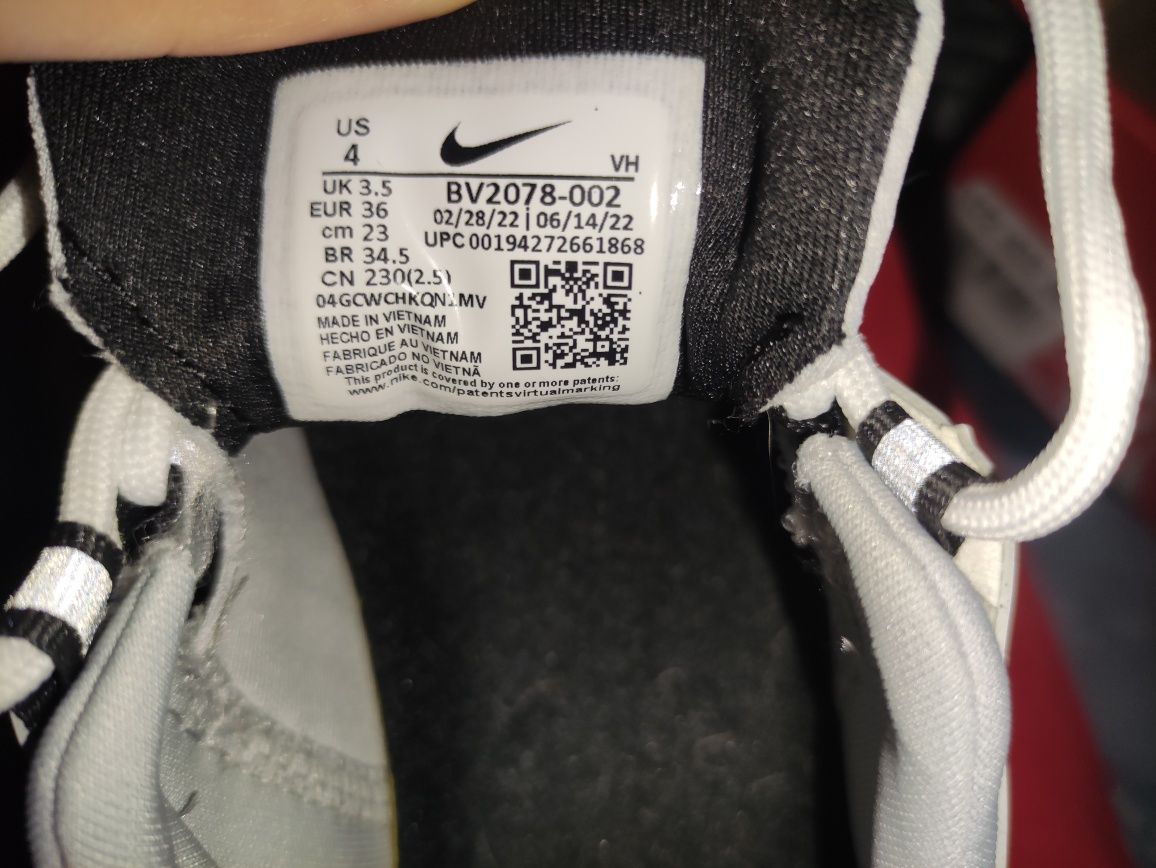 US
4
VH
UK 3.5
EUR 36
cm 23
BR 34.5
CN 230(2.5)
BV2078-002
02/28/22 | 06/14/22
UPC 00194272661868
MADE IN VIETNAM
HECHO EN VIETNAM
FABRIQUE AU VIETNAM
FABRICADO NO VIETNÃ
This product is covered by one or more patents:
www.nike.com/patentsvirtualmarking